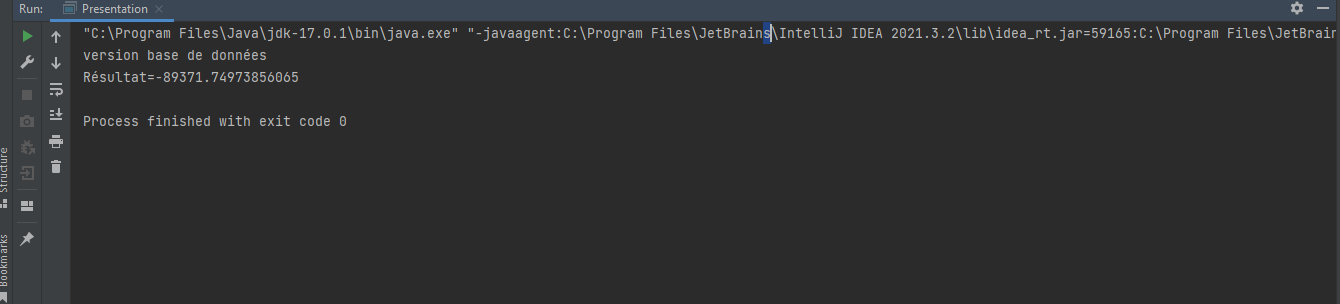 Run: Presentation
"C:\Program Files\Java\jdk-17.0.1\bin\java.exe" "-javaagent:C:\Program Files\JetBrains\IntelliJ IDEA 2021.3.2\lib\idea_rt.jar=59165:C:\Program Files\JetBrain
version base de données
Résultat=-89371.74973856065
Process finished with exit code 0
Structure
Bookmarks